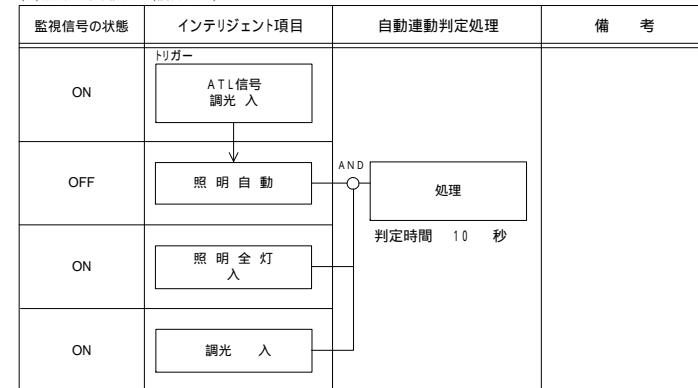 監視信号の状態 インテリジェント項目 自動連動判定処理 備 考
トリガー
ON
ATL信号
調光 入
OFF
照 明 自 動
AND
処理
判定時間 10 秒
ON
照 明 全 灯
入
ON
調光 入